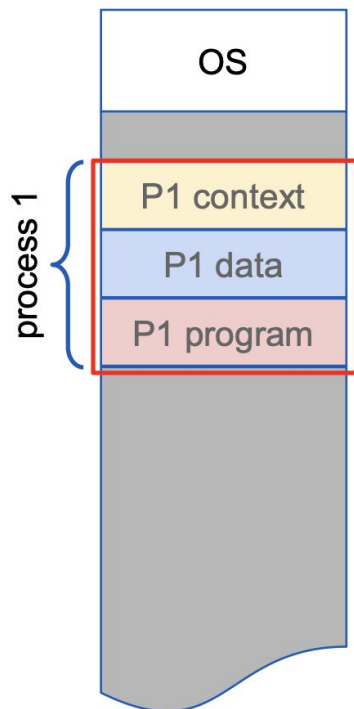 OS
process 1
P1 context
P1 data
P1 program